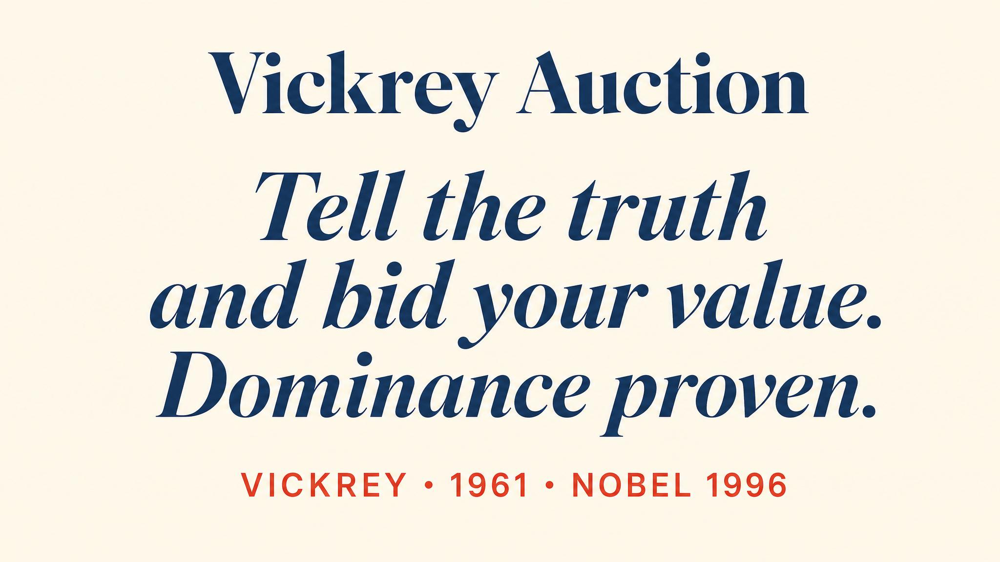 Vickrey Auction
Tell the truth
and bid your value.
Dominance proven.
VICKREY • 1961 • NOBEL 1996